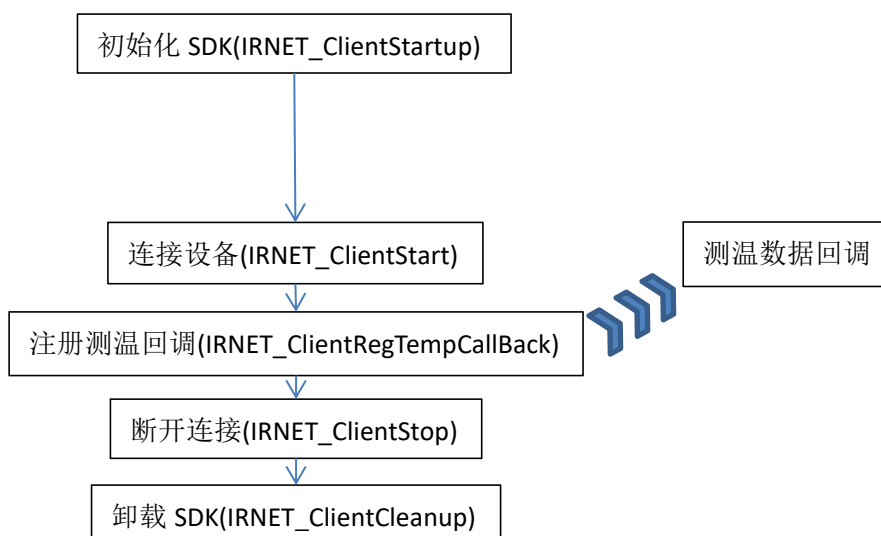 初始化 SDK(IRNET_ClientStartup)
连接设备(IRNET_ClientStart)
测温数据回调
注册测温回调(IRNET_ClientRegTempCallBack)
断开连接(IRNET_ClientStop)
卸载 SDK(IRNET_ClientCleanup)